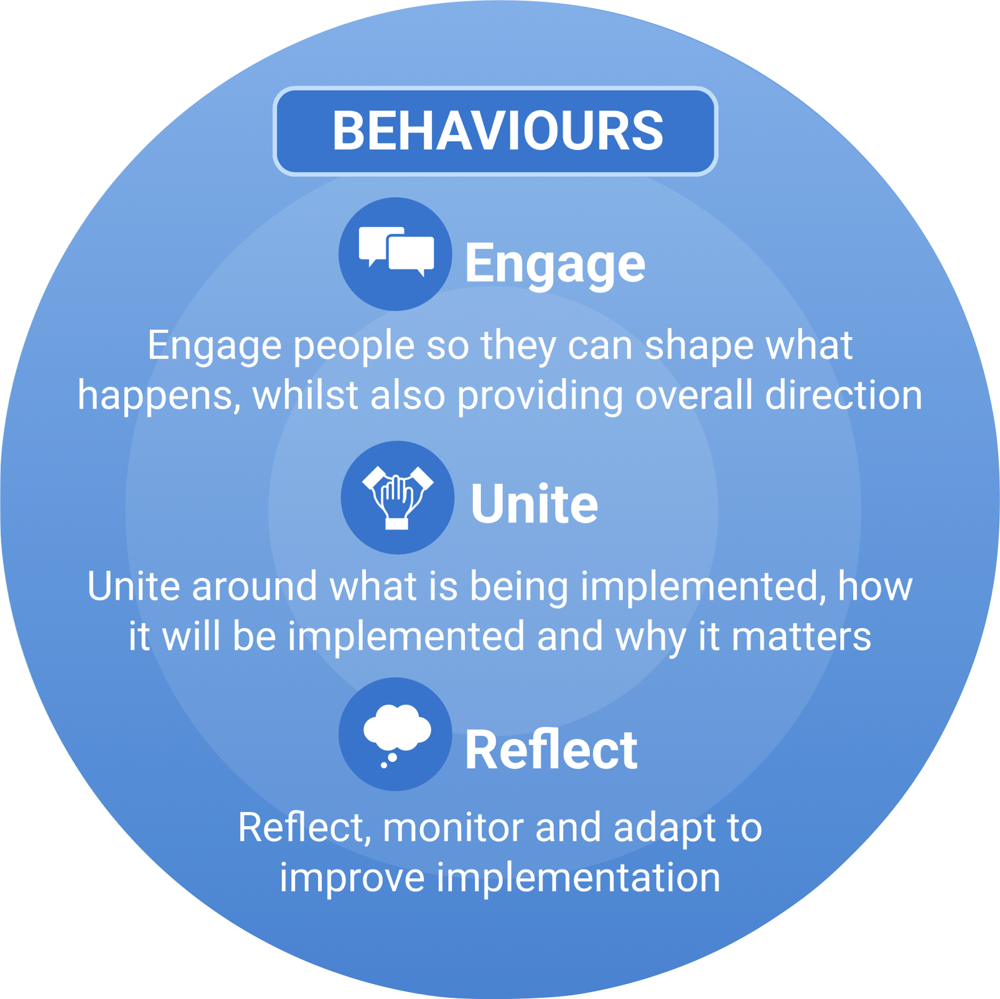 BEHAVIOURS
Engage
Engage people so they can shape what
happens, whilst also providing overall direction
Unite
Unite around what is being implemented, how
it will be implemented and why it matters
Reflect
Reflect, monitor and adapt to
improve implementation